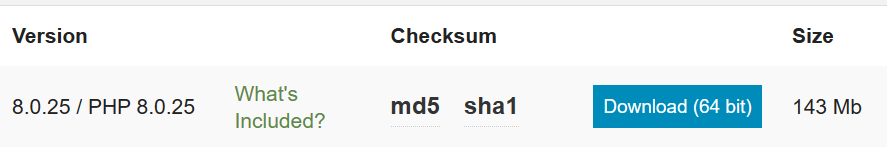 Version Checksum Size
8.0.25 / PHP 8.0.25 What's Included? md5 sha1 Download (64 bit) 143 Mb